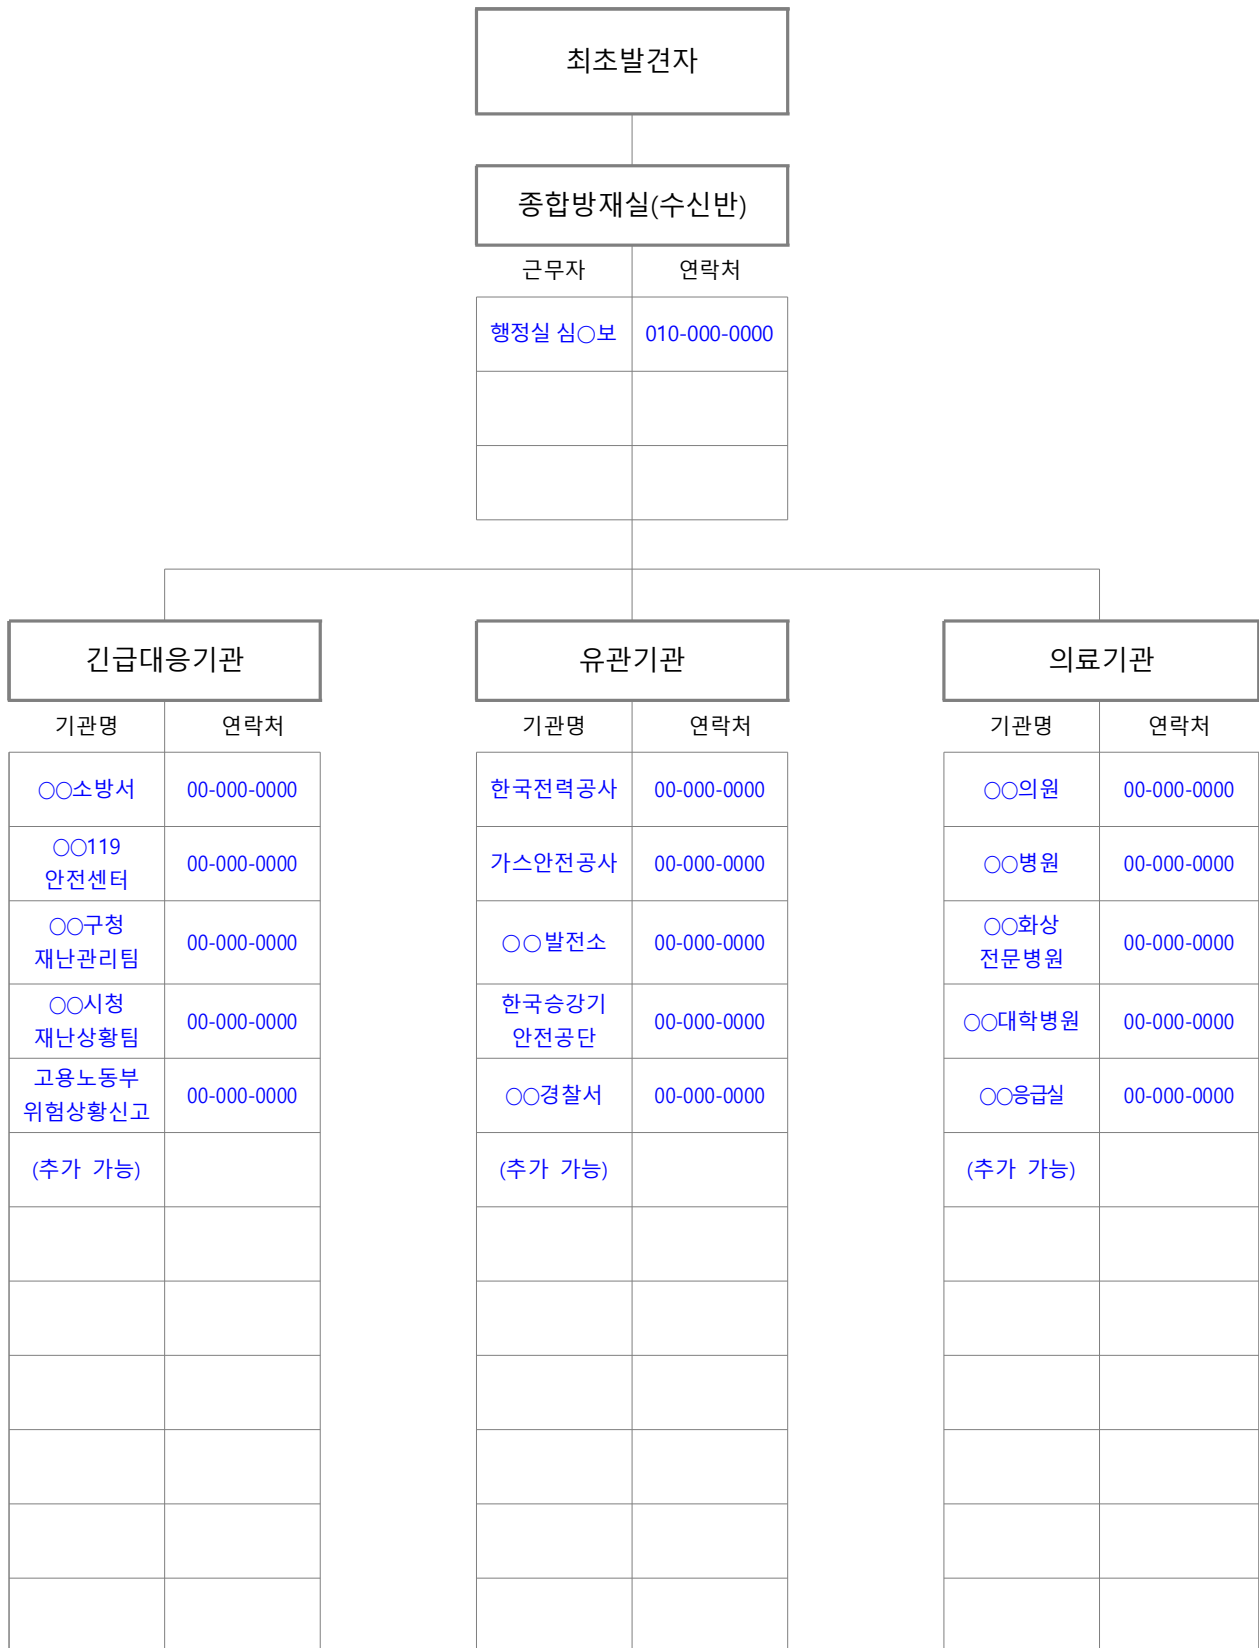 최초발견자
종합방재실(수신반)
근무자 연락처
행정실 심○보 010-000-0000
긴급대응기관
기관명 연락처
○○소방서 00-000-0000
○○119
안전센터 00-000-0000
○○구청
재난관리팀 00-000-0000
○○시청
재난상황팀 00-000-0000
고용노동부
위험상황신고 00-000-0000
(추가 가능)
유관기관
기관명 연락처
한국전력공사 00-000-0000
가스안전공사 00-000-0000
○○발전소 00-000-0000
한국승강기
안전공단 00-000-0000
○○경찰서 00-000-0000
(추가 가능)
의료기관
기관명 연락처
○○의원 00-000-0000
○○병원 00-000-0000
○○화상
전문병원 00-000-0000
○○대학병원 00-000-0000
○○응급실 00-000-0000
(추가 가능)